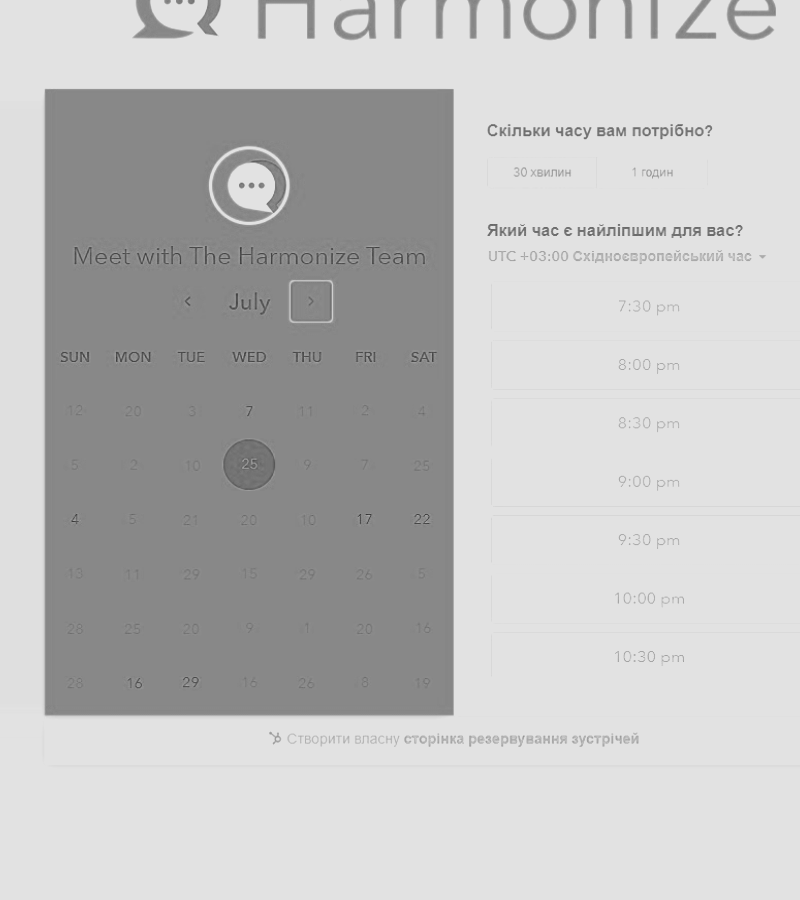 Harmonize
Meet with The Harmonize Team
July
SUN MON TUE WED THU FRI SAT
12 20 3 7 11 2 4
5 2 10 25 9 7 25
4 5 21 20 10 17 22
13 11 29 15 29 26 5
28 25 20 9 1 20 16
28 16 29 16 26 8 19
Скільки часу вам потрібно?
30 хвилин 1 годин
Який час є найліпшим для вас?
UTC +03:00 Східноєвропейський час
7:30 pm
8:00 pm
8:30 pm
9:00 pm
9:30 pm
10:00 pm
10:30 pm
Створити власну сторінка резервування зустрічей